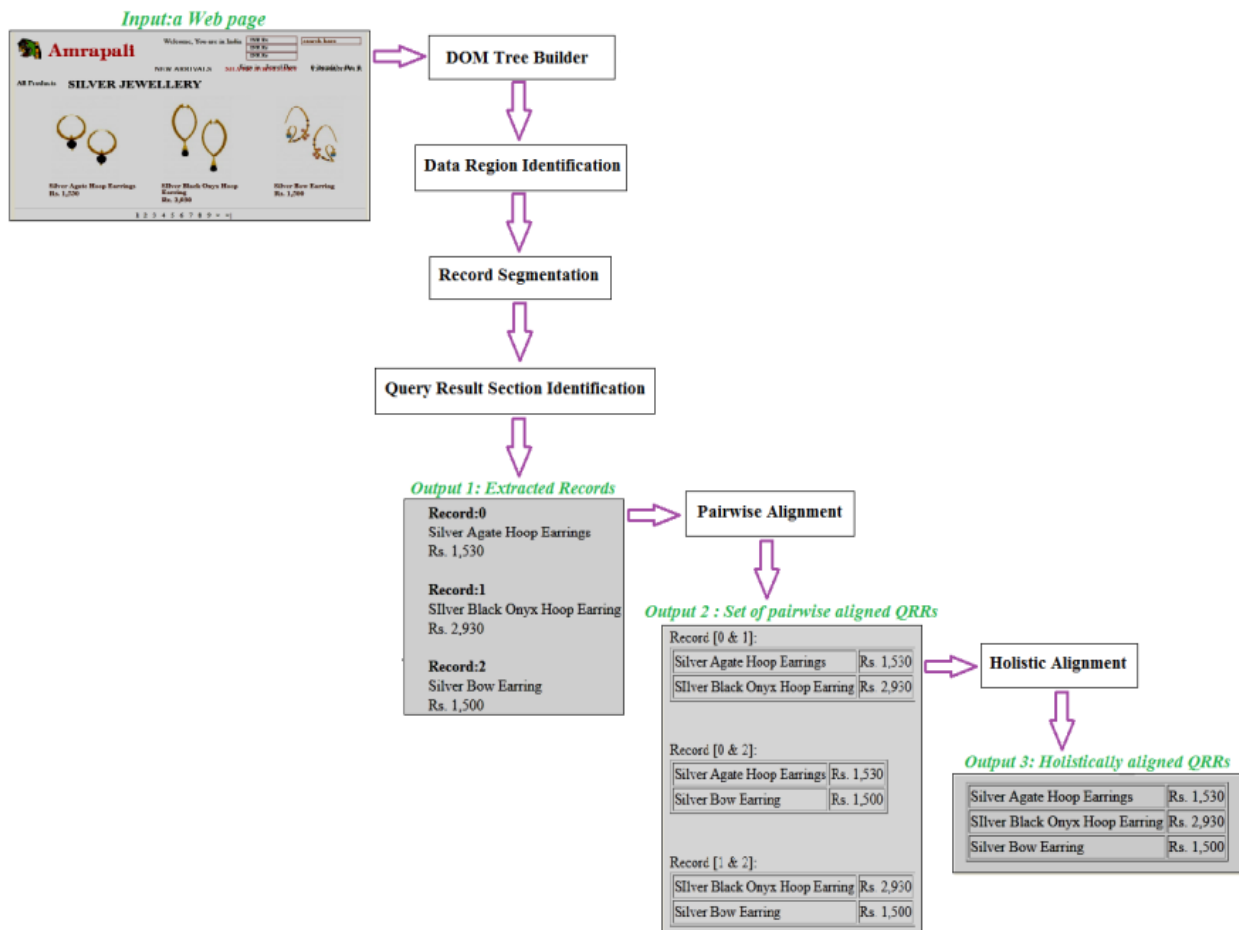 Input:a Web page
Amrapali
Welcome, You are in India
search here
NEW ARRIVALS
All Products SILVER JEWELLERY
Silver Agate Hoop Earrings
Rs. 1,530
SIlver Black Onyx Hoop
Earring
Rs.
Silver Bow Earring
Rs. 1,500
1 2 3 4 5 6 7 8 9
DOM Tree Builder
Data Region Identification
Record Segmentation
Query Result Section Identification
Output 1: Extracted Records
Record:0
Silver Agate Hoop Earrings
Rs. 1,530
Record:1
SIlver Black Onyx Hoop Earring
Rs. 2,930
Record:2
Silver Bow Earring
Rs. 1,500
Pairwise Alignment
Output 2 : Set of pairwise aligned QRRs
Record [0 & 1]:
Silver Agate Hoop Earrings Rs. 1,530
SIlver Black Onyx Hoop Earring Rs. 2,930
Record [0 & 2]:
Silver Agate Hoop Earrings Rs. 1,530
Silver Bow Earring Rs. 1,500
Record [1 & 2]:
SIlver Black Onyx Hoop Earring Rs. 2,930
Silver Bow Earring Rs. 1,500
Holistic Alignment
Output 3: Holistically aligned QRRs
Silver Agate Hoop Earrings Rs. 1,530
SIlver Black Onyx Hoop Earring Rs. 2,930
Silver Bow Earring Rs. 1,500